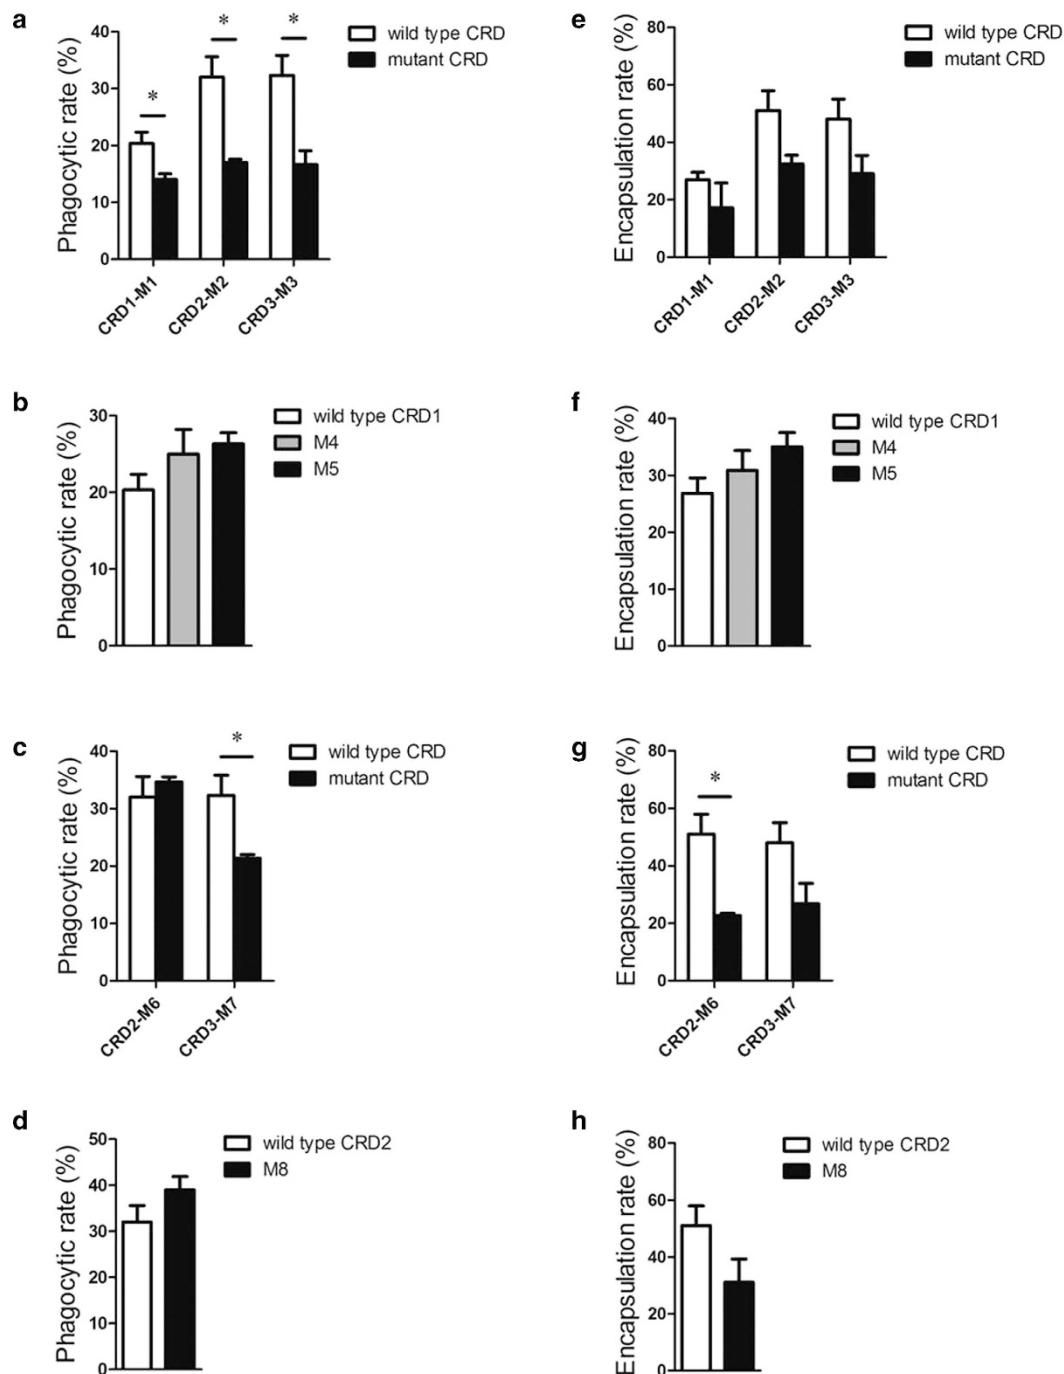 a
Phagocytic rate (%)
40
30
20
10
0
*
*
*
wild type CRD
mutant CRD
CRD1-M1
CRD2-M2
CRD3-M3
e
Encapsulation rate (%)
80
60
40
20
0
wild type CRD
mutant CRD
CRD1-M1
CRD2-M2
CRD3-M3
b
Phagocytic rate (%)
30
20
10
0
wild type CRD1
M4
M5
f
Encapsulation rate (%)
40
30
20
10
0
wild type CRD1
M4
M5
c
Phagocytic rate (%)
40
30
20
10
0
*
wild type CRD
mutant CRD
CRD2-M6
CRD3-M7
g
Encapsulation rate (%)
80
60
40
20
0
*
wild type CRD
mutant CRD
CRD2-M6
CRD3-M7
d
Phagocytic rate (%)
50
40
30
20
10
0
wild type CRD2
M8
h
Encapsulation rate (%)
80
60
40
20
0
wild type CRD2
M8